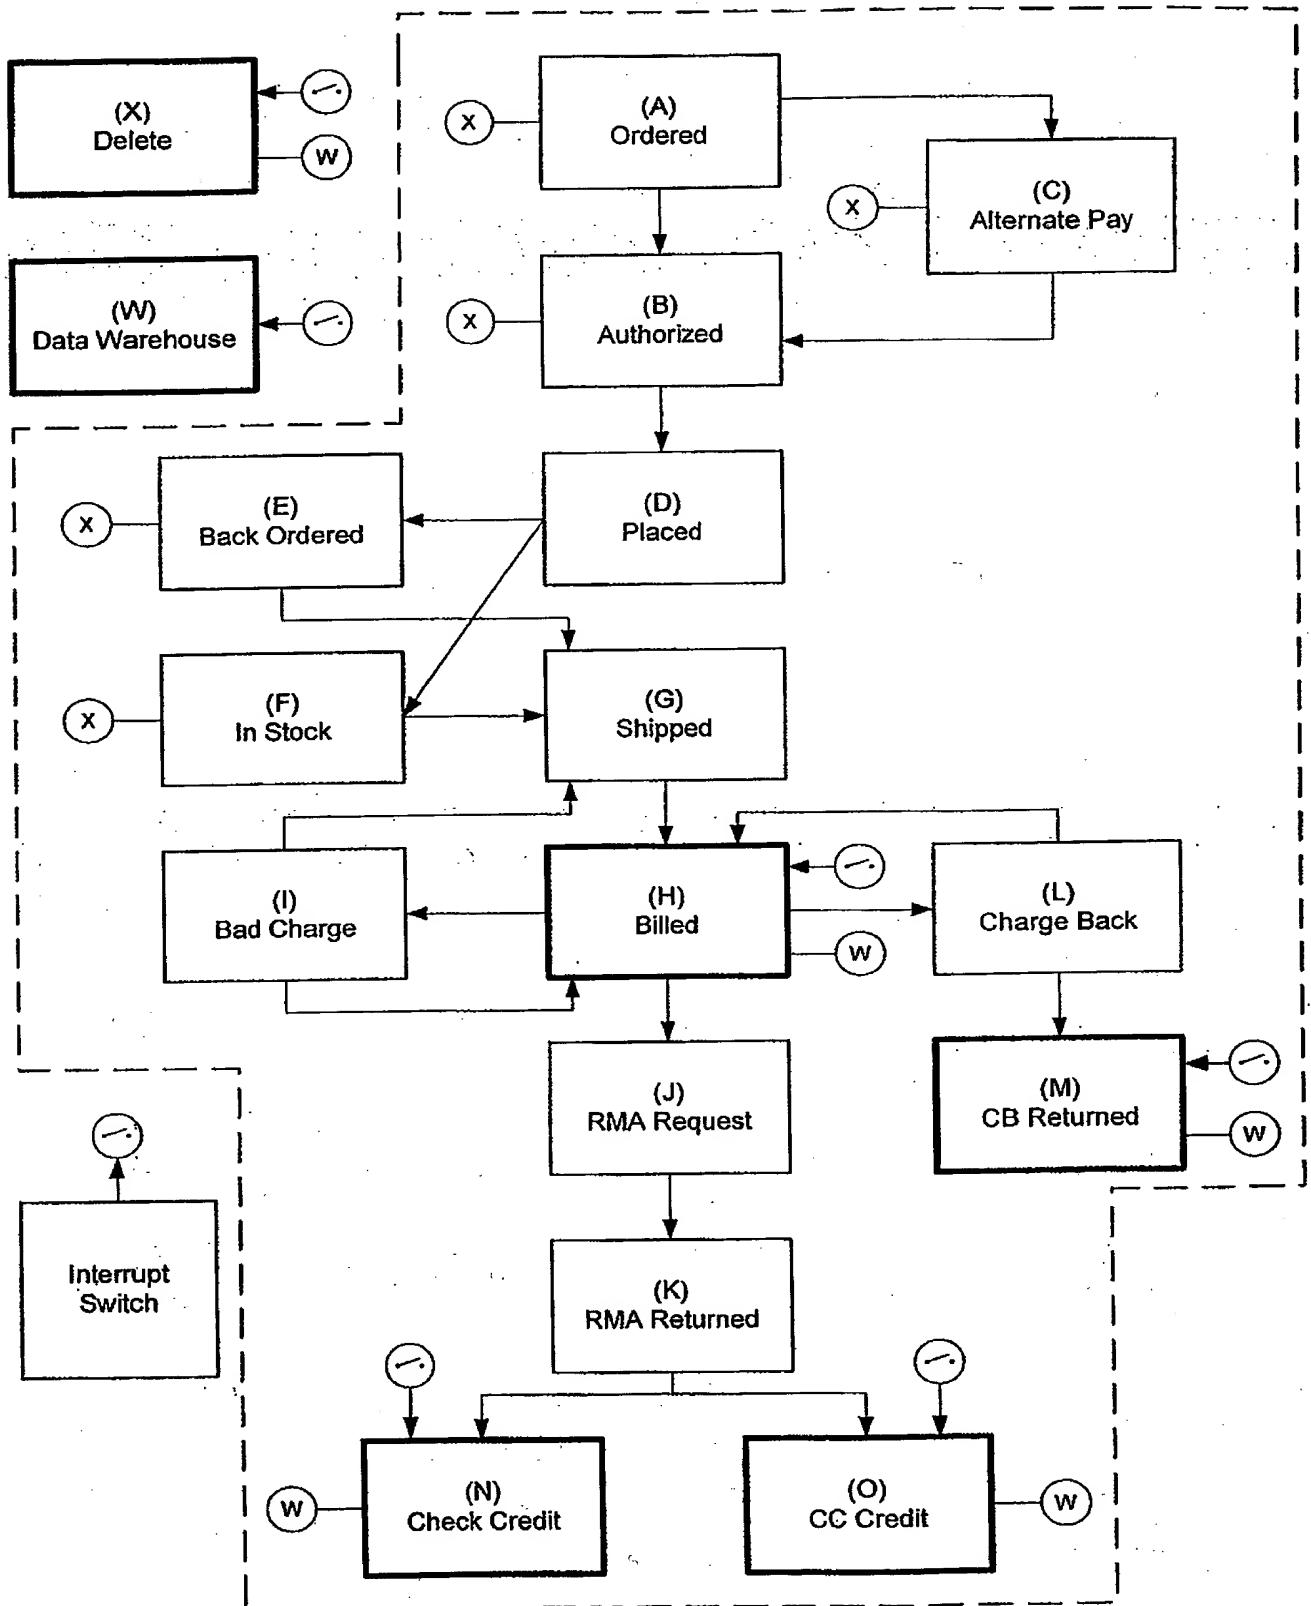 (X)
Delete
W
(W)
Data Warehouse
X
(A)
Ordered
X
(C)
Alternate Pay
X
(B)
Authorized
X
(E)
Back Ordered
(D)
Placed
X
(F)
In Stock
(G)
Shipped
(I)
Bad Charge
(H)
Billed
W
(L)
Charge Back
(J)
RMA Request
(M)
CB Returned
W
Interrupt
Switch
(K)
RMA Returned
W
(N)
Check Credit
(O)
CC Credit
W